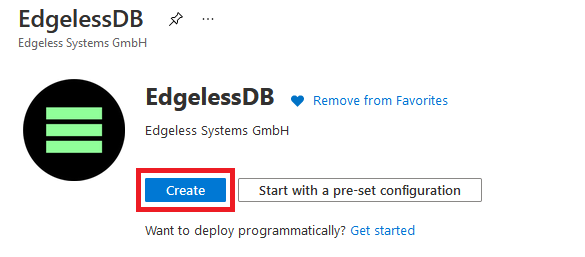 EdgelessDB ...
Edgeless Systems GmbH
EdgelessDB Remove from Favorites
Edgeless Systems GmbH
Create Start with a pre-set configuration
Want to deploy programmatically? Get started